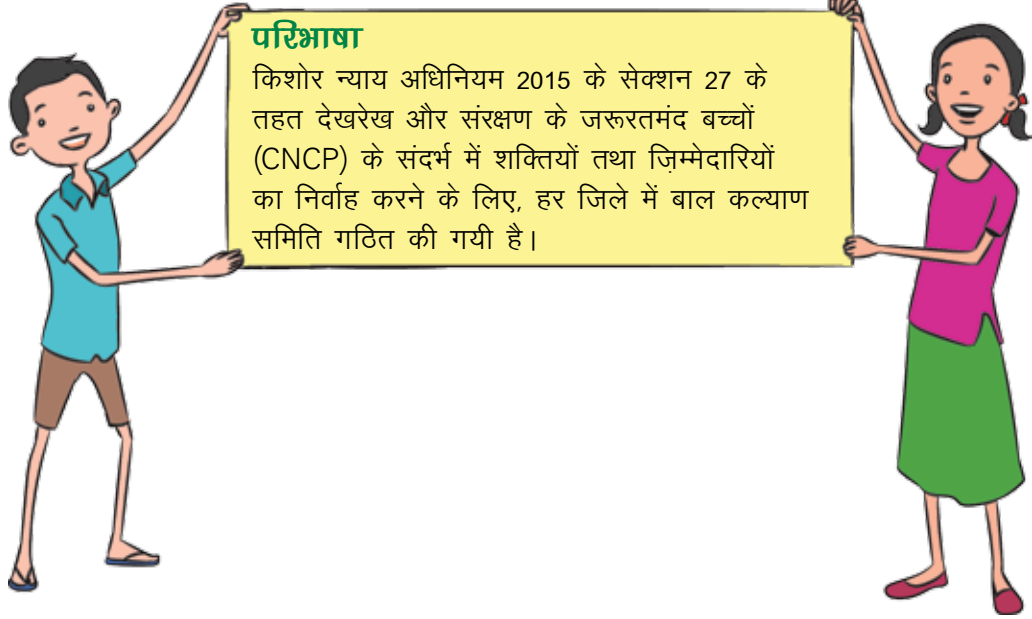 परिभाषा
किशोर न्याय अधिनियम 2015 के सेक्शन 27 के
तहत देखरेख और संरक्षण के जरूरतमंद बच्चों
(CNCP) के संदर्भ में शक्तियों तथा ज़िम्मेदारियों
का निर्वाह करने के लिए, हर जिले में बाल कल्याण
समिति गठित की गयी है।